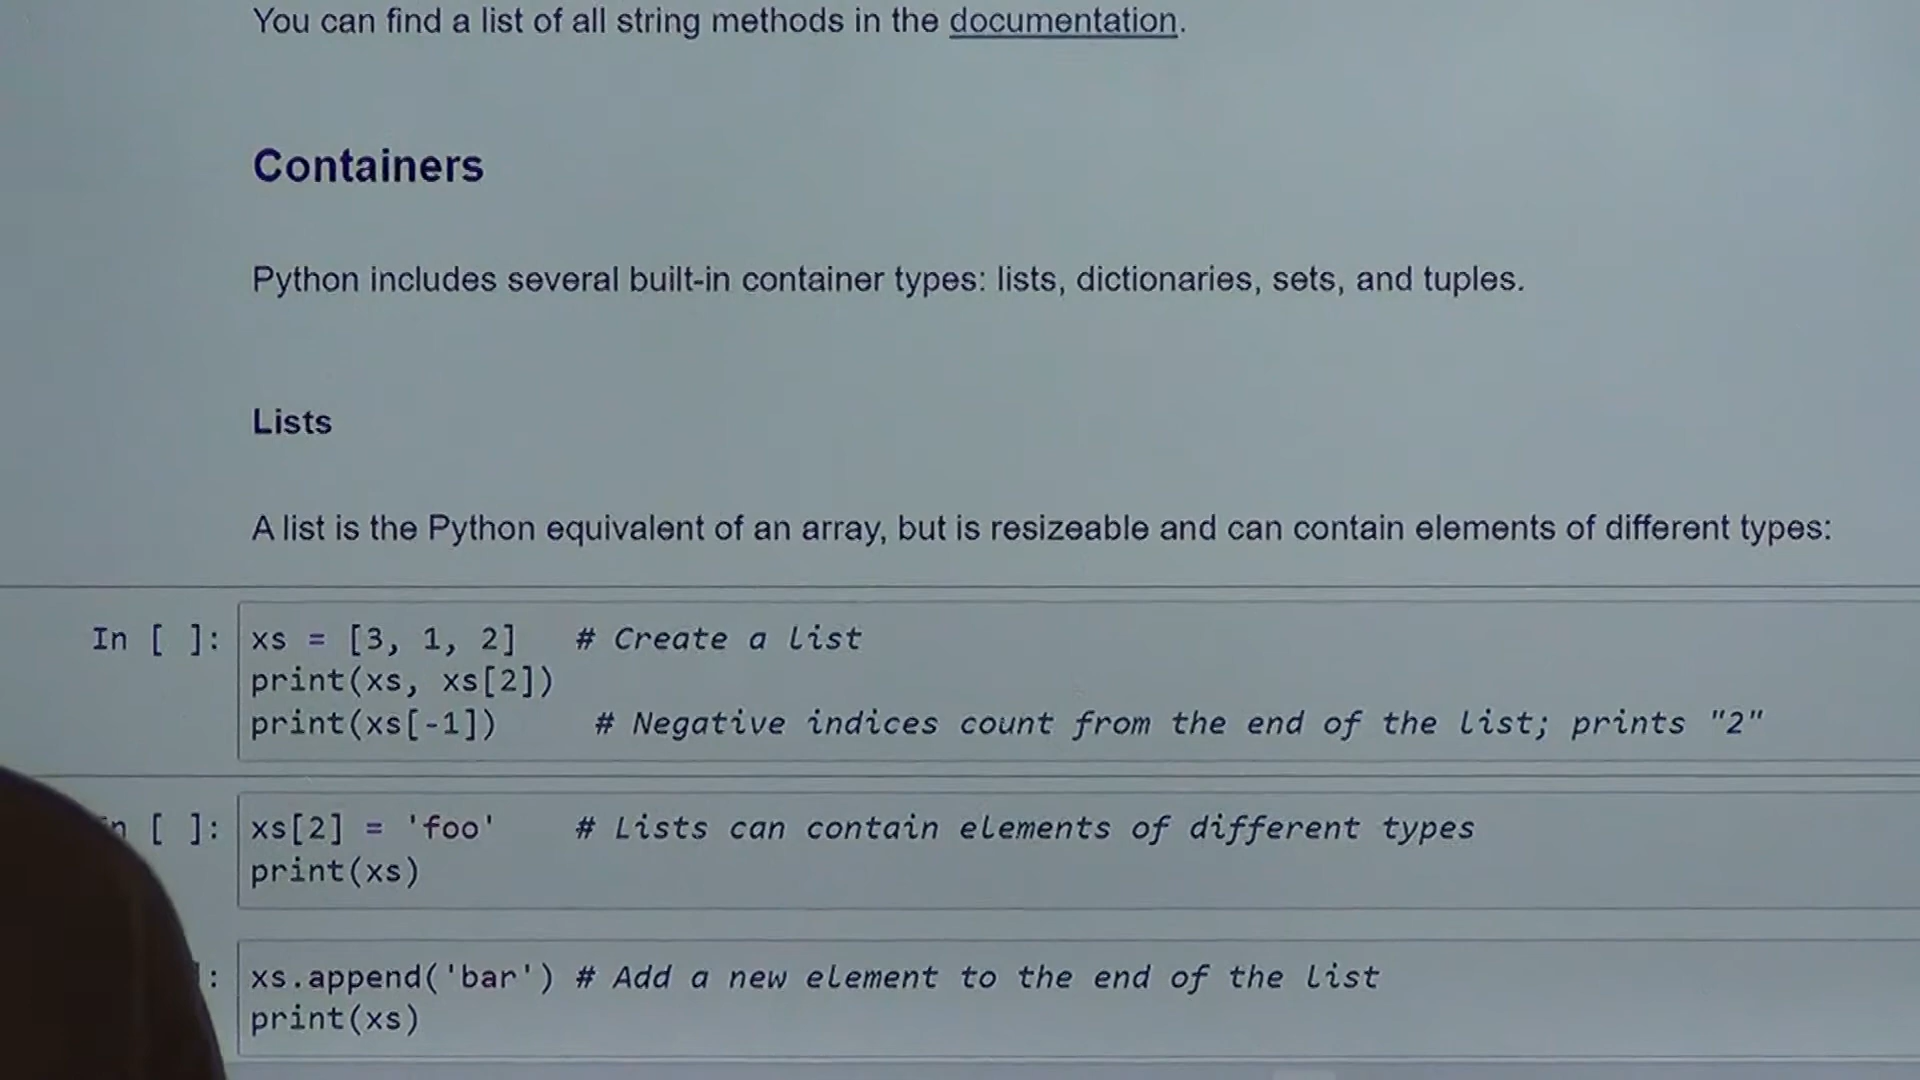 You can find a list of all string methods in the documentation.
Containers
Python includes several built-in container types: lists, dictionaries, sets, and tuples.
Lists
A list is the Python equivalent of an array, but is resizeable and can contain elements of different types:
In [ ]: xs = [3, 1, 2]   # Create a list
print(xs, xs[2])
print(xs[-1])     # Negative indices count from the end of the list; prints "2"
n [ ]: xs[2] = 'foo'    # Lists can contain elements of different types
print(xs)
]: xs.append('bar') # Add a new element to the end of the list
print(xs)